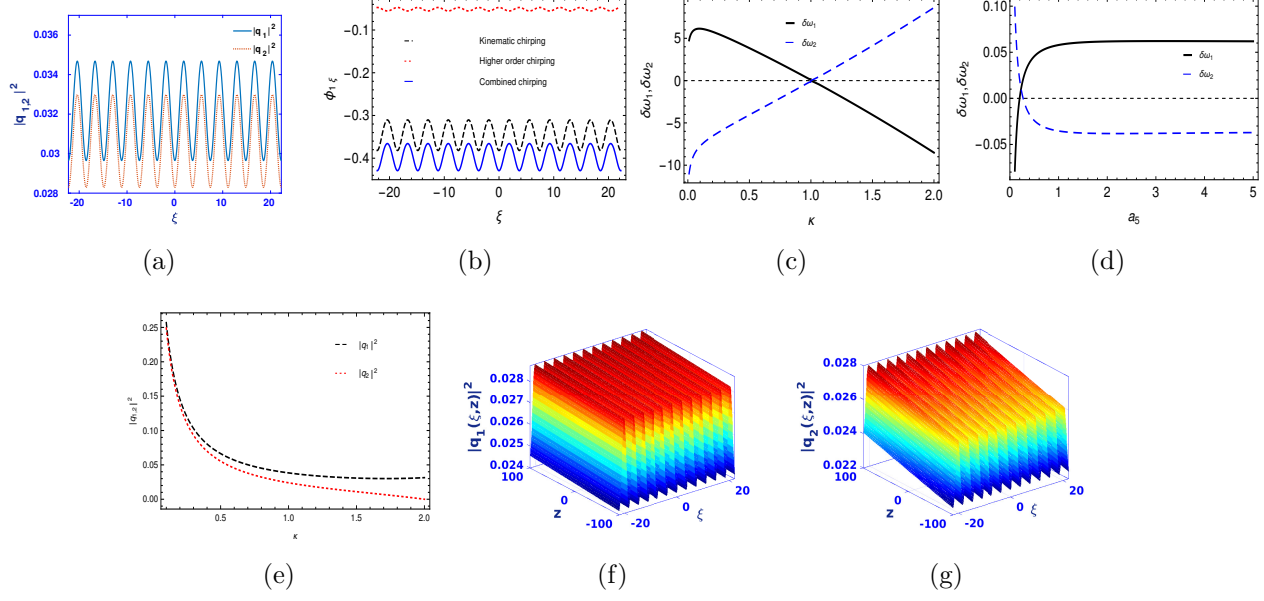 0.036
0.034
0.032
0.03
0.028
-20
-10
0
10
20
|q₁|²
|q₂|²
|q₁,₂|²
ξ
(a)
−0.1
−0.2
−0.3
−0.4
−20
−10
0
10
20
Kinematic chirping
Higher order chirping
Combined chirping
ϕ₁ξ
ξ
(b)
5
0
−5
−10
0.0
0.5
1.0
1.5
2.0
δω₁
δω₂
δω₁,δω₂
κ
(c)
0.10
0.05
0.00
−0.05
0
1
2
3
4
5
δω₁
δω₂
δω₁,δω₂
a₅
(d)
0.25
0.20
0.15
0.10
0.05
0.00
0.5
1.0
1.5
2.0
|q₁|²
|q₂|²
|q₁,₂|²
κ
(e)
0.028
0.027
0.026
0.025
0.024
100
0
-100
-20
0
20
|q₁(ξ,z)|²
z
ξ
(f)
0.028
0.026
0.024
0.022
100
0
-100
-20
0
20
|q₂(ξ,z)|²
z
ξ
(g)